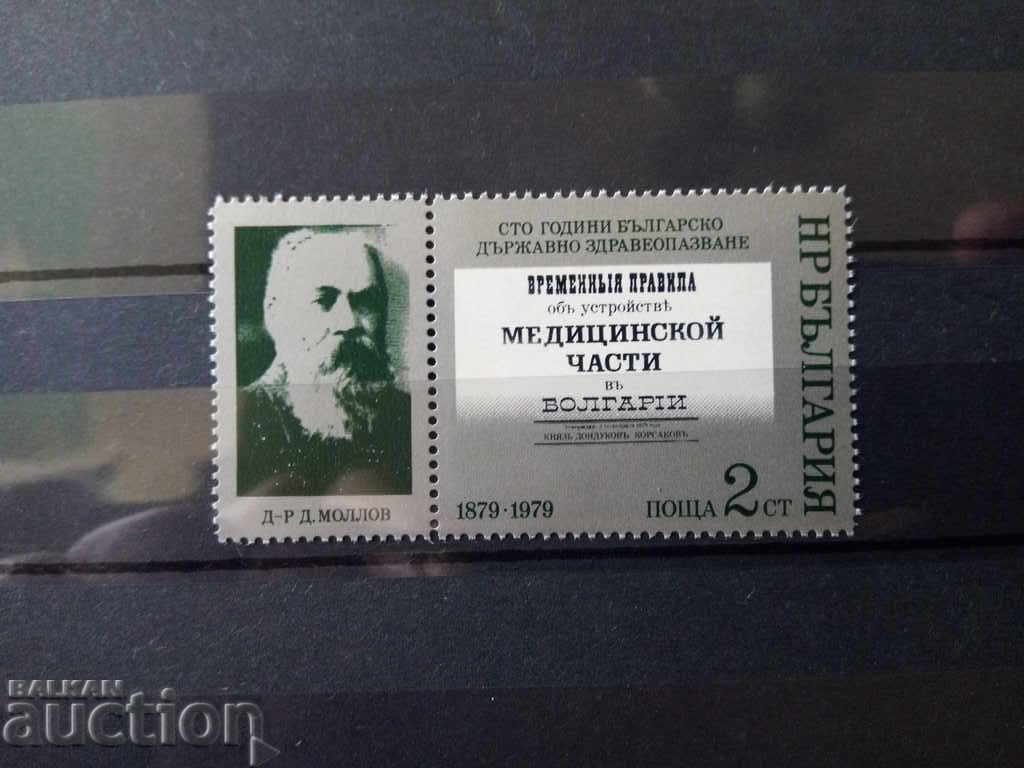 Д-Р Д. МОЛЛОВ
СТО ГОДИНИ БЪЛГАРСКО
ДЪРЖАВНО ЗДРАВЕОПАЗВАНЕ
ВРЕМЕННЫЯ ПРАВИЛА
объ устройствѣ
МЕДИЦИНСКОЙ
ЧАСТИ
въ
БОЛГАРІИ
КНЯЗЬ ДОНДУКОВЪ КОРСАКОВЪ
1879·1979
ПОЩА 2 СТ
НР БЪЛГАРИЯ
BALKAN
auction